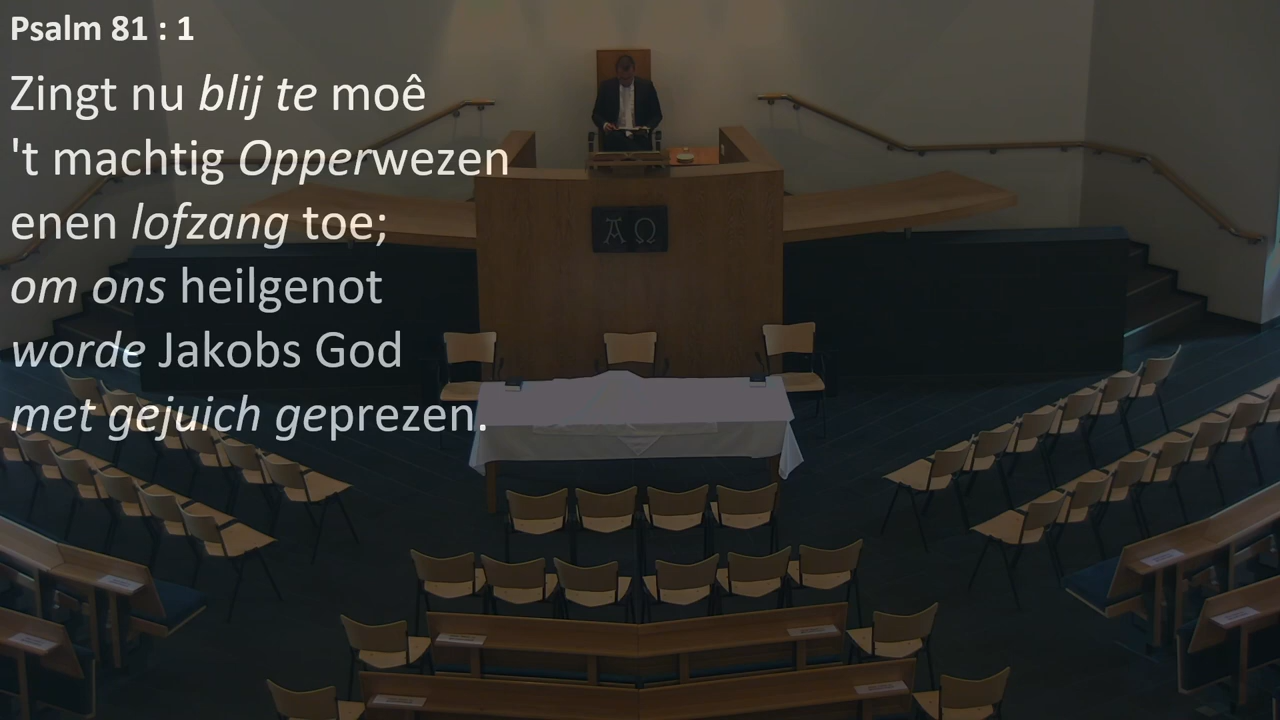 Psalm 81 : 1
Zingt nu blij te moê
't machtig Opperwezen
enen lofzang toe;
om ons heilgenot
worde Jakobs God
met gejuich geprezen.
Α Ω